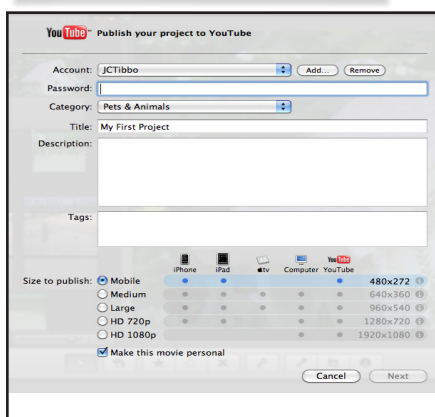 YouTube™ Publish your project to YouTube
Account: JCTibbo Add... Remove
Password:
Category: Pets & Animals
Title: My First Project
Description:
Tags:
iPhone iPad tv Computer YouTube
Size to publish: Mobile 480x272
Medium 640x360
Large 960x540
HD 720p 1280x720
HD 1080p 1920x1080
Make this movie personal
Cancel Next